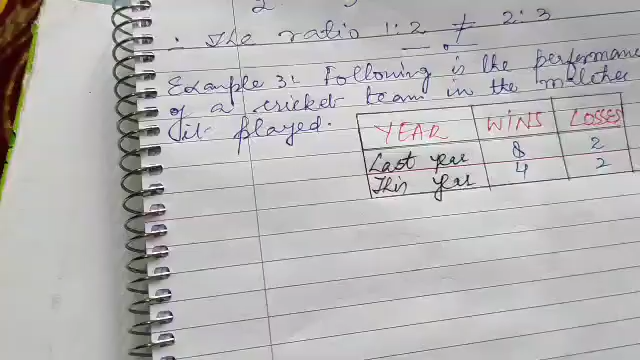 2
∴ The ratio 1:2 ≠ 2:3
Example 3:- Following is the performance
of a cricket team in the matches
it played.
YEAR WINS LOSSES
Last year 8 2
This year 4 2